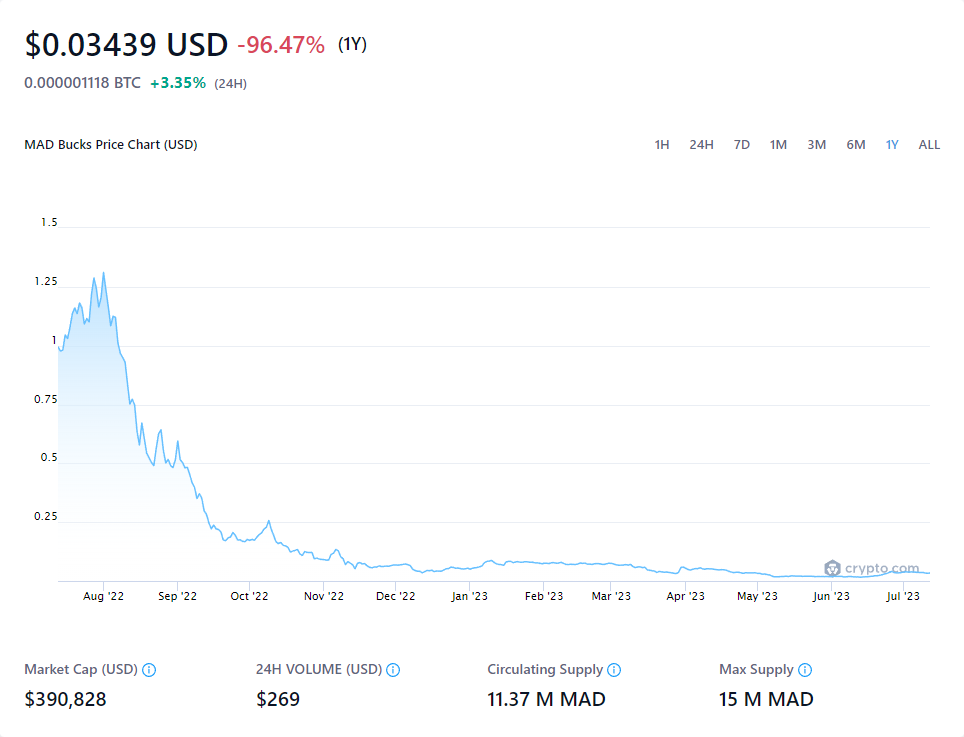 $0.03439 USD -96.47% (1Y)
0.000001118 BTC +3.35% (24H)
MAD Bucks Price Chart (USD) 1H 24H 7D 1M 3M 6M 1Y ALL
1.5
1.25
1
0.75
0.5
0.25
crypto.com
Aug '22 Sep '22 Oct '22 Nov '22 Dec '22 Jan '23 Feb '23 Mar '23 Apr '23 May '23 Jun '23 Jul '23
Market Cap (USD) 24H VOLUME (USD) Circulating Supply Max Supply
$390,828 $269 11.37 M MAD 15 M MAD